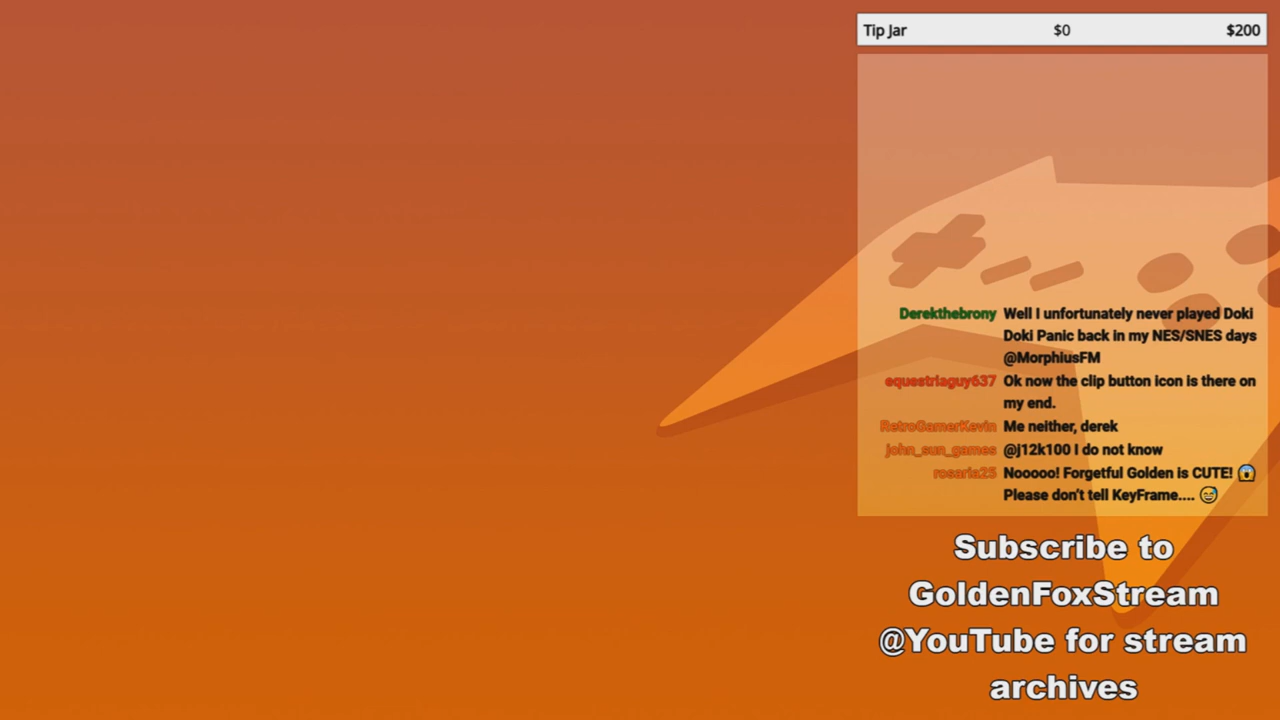 Tip Jar $0 $200
Derekthebrony Well I unfortunately never played Doki
Doki Panic back in my NES/SNES days
@MorphiusFM
equestriaguy637 Ok now the clip button icon is there on
my end.
RetroGamerKevin Me neither, derek
john_sun_games @j12k100 I do not know
rosaria25 Nooooo! Forgetful Golden is CUTE! 😱
Please don't tell KeyFrame.... 😅
Subscribe to
GoldenFoxStream
@YouTube for stream
archives